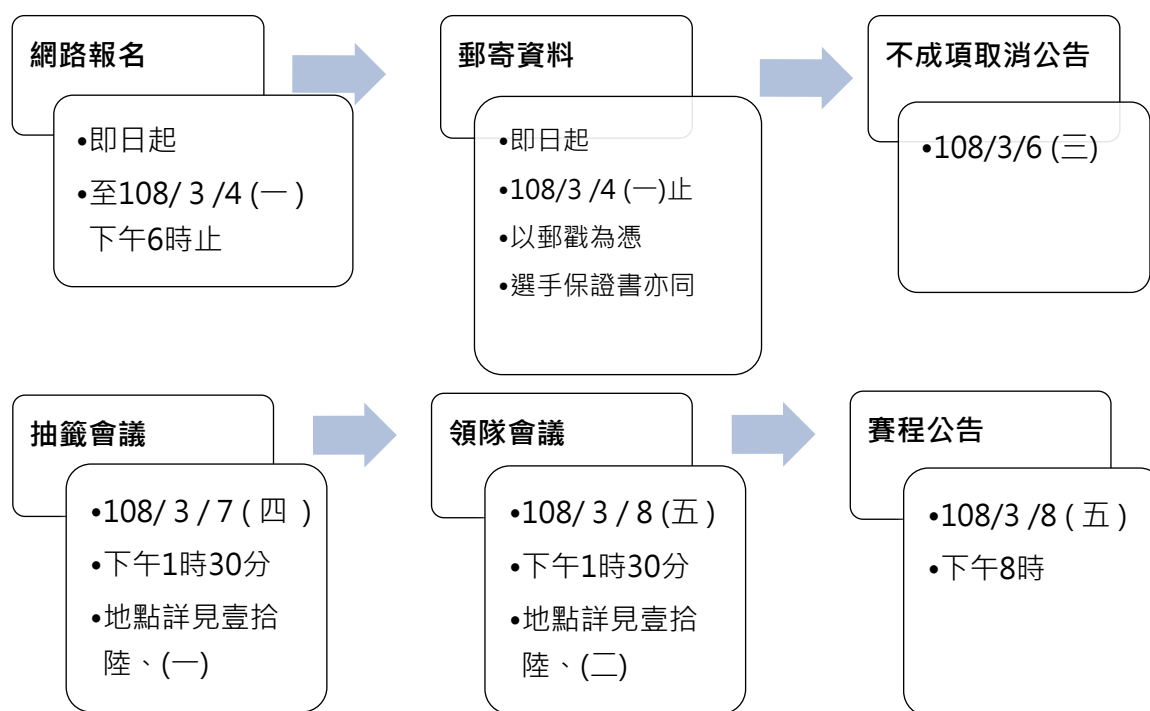 網路報名
•即日起
•至108/ 3 /4 (一 )
下午6時止
郵寄資料
•即日起
•108/3 /4 (一)止
•以郵戳為憑
•選手保證書亦同
不成項取消公告
•108/3/6 (三)
抽籤會議
•108/ 3 / 7 ( 四 )
•下午1時30分
•地點詳見壹拾
陸、(一)
領隊會議
•108/ 3 / 8 (五 )
•下午1時30分
•地點詳見壹拾
陸、(二)
賽程公告
•108/3 /8 ( 五 )
•下午8時